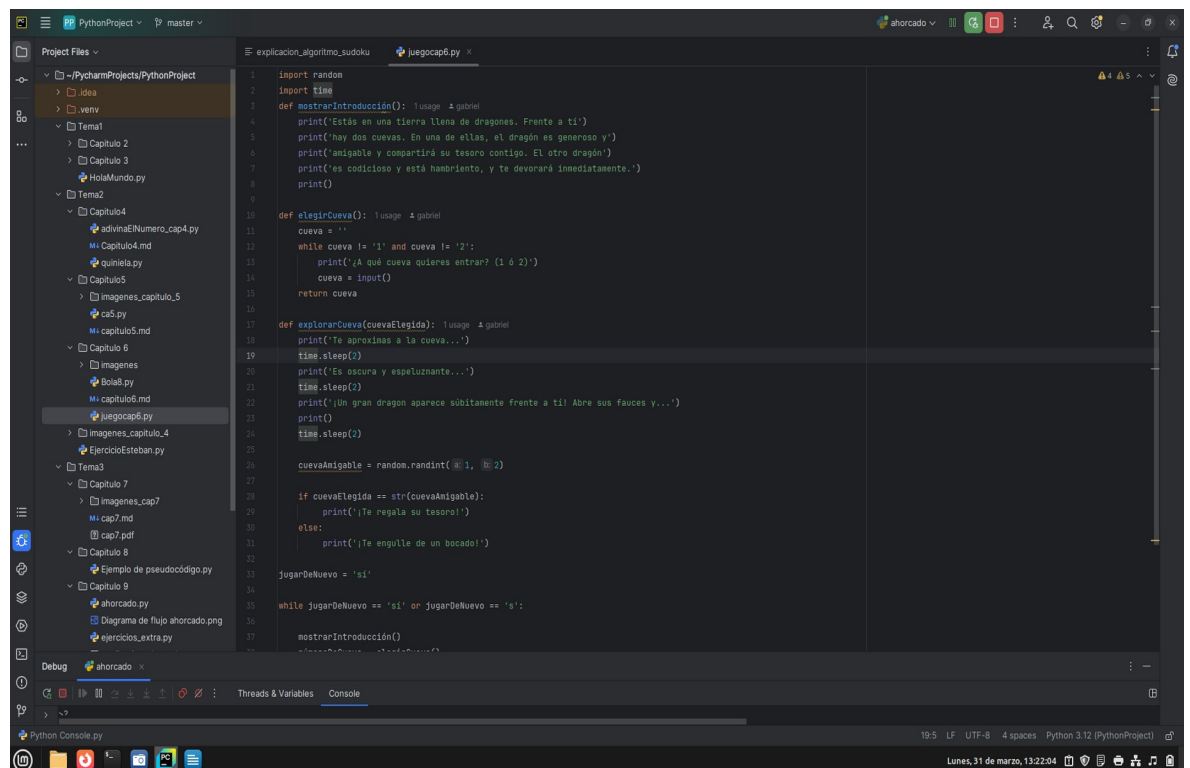 PC PP PythonProject master ahorcado
Project Files
explicacion_algoritmo_sudoku juegocap6.py
~/PycharmProjects/PythonProject
.idea
.venv
Tema1
Capitulo 2
Capitulo 3
HolaMundo.py
Tema2
Capitulo4
adivinaElNumero_cap4.py
M↓ Capitulo4.md
quiniela.py
Capitulo5
imagenes_capitulo_5
ca5.py
M↓ capitulo5.md
Capitulo 6
imagenes
Bola8.py
M↓ capitulo6.md
juegocap6.py
imagenes_capitulo_4
EjercicioEsteban.py
Tema3
Capitulo 7
imagenes_cap7
M↓ cap7.md
cap7.pdf
Capitulo 8
Ejemplo de pseudocódigo.py
Capitulo 9
ahorcado.py
Diagrama de flujo ahorcado.png
ejercicios_extra.py
4 5
1 import random
2 import time
3 def mostrarIntroducción(): 1 usage gabriel
4 print('Estás en una tierra llena de dragones. Frente a tí')
5 print('hay dos cuevas. En una de ellas, el dragón es generoso y')
6 print('amigable y compartirá su tesoro contigo. El otro dragón')
7 print('es codicioso y está hambriento, y te devorará inmediatamente.')
8 print()
9
10 def elegirCueva(): 1 usage gabriel
11 cueva = ''
12 while cueva != '1' and cueva != '2':
13 print('¿A qué cueva quieres entrar? (1 ó 2)')
14 cueva = input()
15 return cueva
16
17 def explorarCueva(cuevaElegida): 1 usage gabriel
18 print('Te aproximas a la cueva...')
19 time.sleep(2)
20 print('Es oscura y espeluznante...')
21 time.sleep(2)
22 print('¡Un gran dragon aparece súbitamente frente a tí! Abre sus fauces y...')
23 print()
24 time.sleep(2)
25
26 cuevaAmigable = random.randint( a: 1, b: 2)
27
28 if cuevaElegida == str(cuevaAmigable):
29 print('¡Te regala su tesoro!')
30 else:
31 print('¡Te engulle de un bocado!')
32
33 jugarDeNuevo = 'sí'
34
35 while jugarDeNuevo == 'sí' or jugarDeNuevo == 's':
36
37 mostrarIntroducción()
Debug ahorcado
Threads & Variables Console
Python Console.py 19:5 LF UTF-8 4 spaces Python 3.12 (PythonProject)
PC Lunes, 31 de marzo, 13:22:04